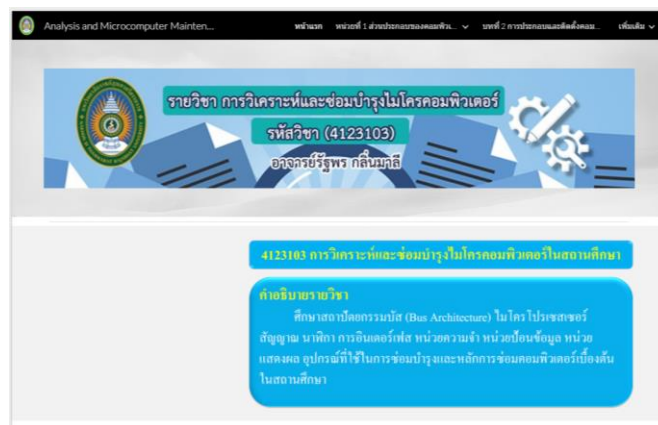 Analysis and Microcomputer Mainten...
หน้าแรก
หน่วยที่ 1 ส่วนประกอบของคอมพิวเ...
บทที่ 2 การประกอบและติดตั้งคอม...
เพิ่มเติม
รายวิชา การวิเคราะห์และซ่อมบำรุงไมโครคอมพิวเตอร์
รหัสวิชา (4123103)
อาจารย์รัฐพร กลิ่นมาลี
4123103 การวิเคราะห์และซ่อมบำรุงไมโครคอมพิวเตอร์ในสถานศึกษา
คำอธิบายรายวิชา
ศึกษาสถาปัตยกรรมบัส (Bus Architecture) ไมโครโปรเซสเซอร์
สัญญาณ นาฬิกา การอินเตอร์เฟส หน่วยความจำ หน่วยป้อนข้อมูล หน่วย
แสดงผล อุปกรณ์ที่ใช้ในการซ่อมบำรุงและหลักการซ่อมคอมพิวเตอร์เบื้องต้น
ในสถานศึกษา